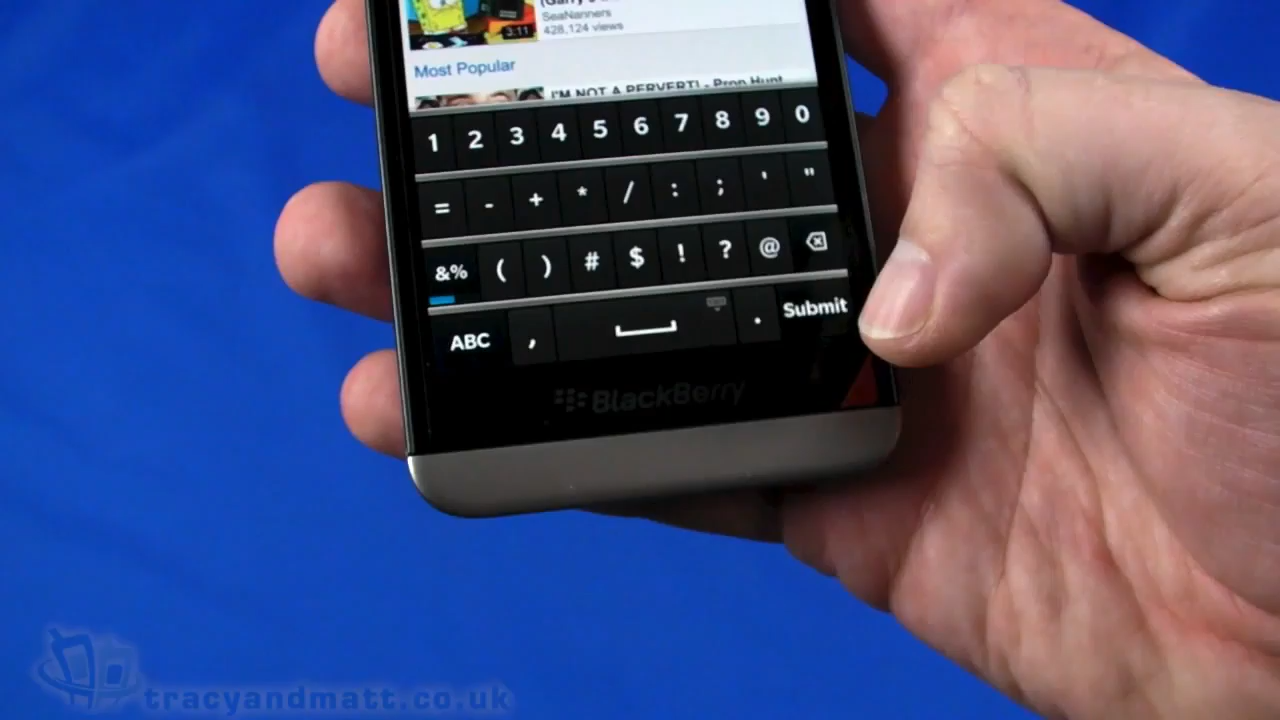 SeaNanners
3:11
428,124 views
Most Popular
I'M NOT A PERVERT! - Prop Hunt
1 2 3 4 5 6 7 8 9 0
= - + * / : ; ' "
&% ( ) # $ ! ? @
ABC , . Submit
BlackBerry
tracyandmatt.co.uk